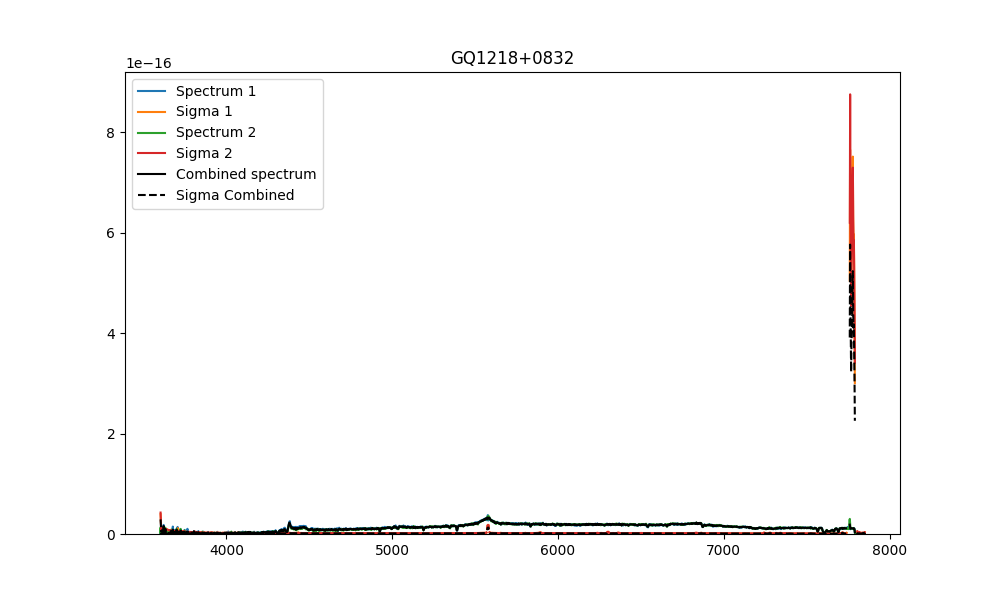 GQ1218+0832
1e−16
Spectrum 1
Sigma 1
Spectrum 2
Sigma 2
Combined spectrum
Sigma Combined
8
6
4
2
0
4000 5000 6000 7000 8000